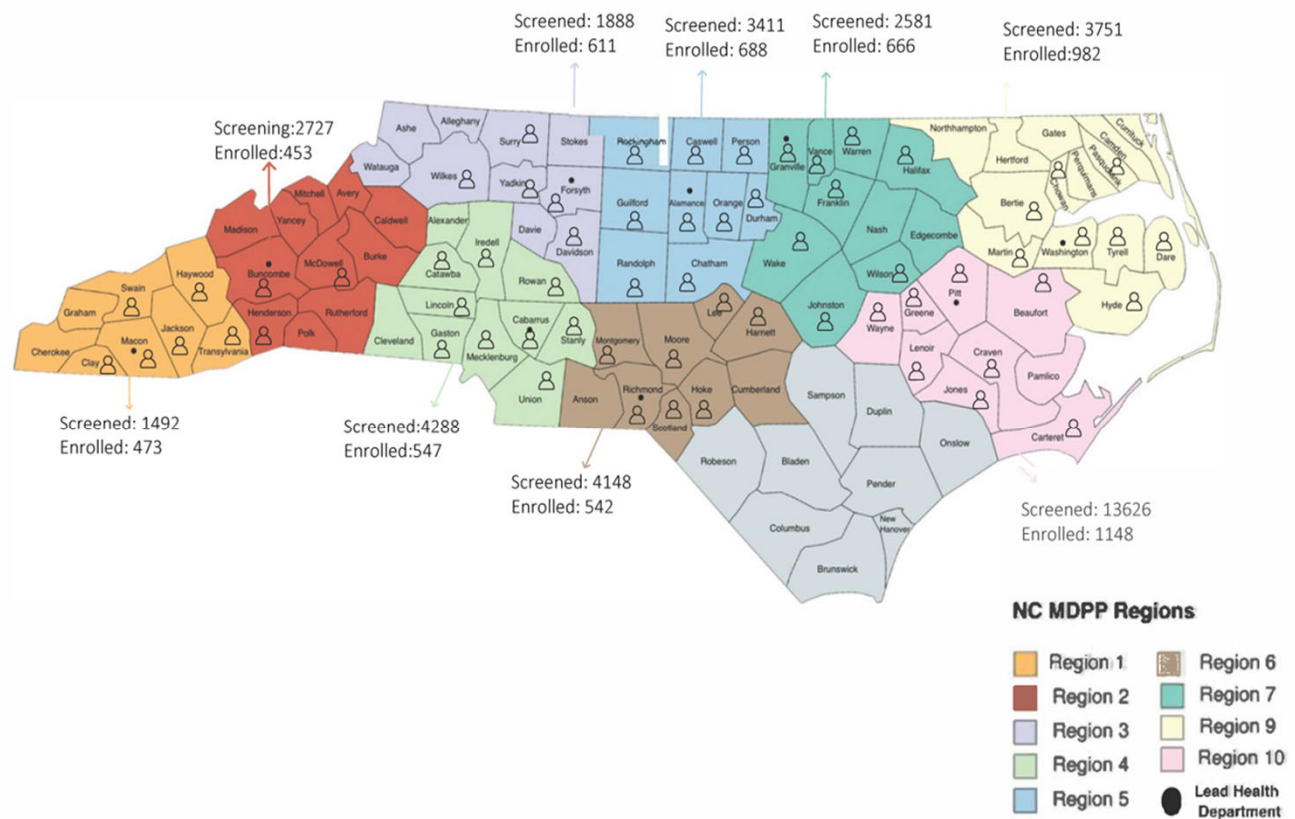 Screened: 1888
Enrolled: 611
Screened: 3411
Enrolled: 688
Screened: 2581
Enrolled: 666
Screened: 3751
Enrolled:982
Screening:2727
Enrolled:453
Ashe
Alleghany
Surry
Stokes
Rockingham
Caswell
Person
Granville
Vance
Warren
Halifax
Northhampton
Gates
Hertford
Currituck
Camden
Pasquotank
Perquimans
Chowan
Watauga
Wilkes
Yadkin
Forsyth
Guilford
Alamance
Orange
Durham
Franklin
Bertie
Mitchell
Avery
Madison
Yancey
Caldwell
Alexander
Iredell
Davie
Davidson
Randolph
Chatham
Wake
Nash
Edgecombe
Martin
Washington
Tyrell
Dare
Buncombe
McDowell
Burke
Catawba
Rowan
Wilson
Haywood
Swain
Graham
Jackson
Henderson
Polk
Rutherford
Cleveland
Lincoln
Gaston
Mecklenburg
Cabarrus
Stanly
Montgomery
Moore
Lee
Harnett
Johnston
Wayne
Greene
Pitt
Beaufort
Hyde
Cherokee
Clay
Macon
Transylvania
Union
Anson
Richmond
Scotland
Hoke
Cumberland
Sampson
Duplin
Lenoir
Craven
Jones
Pamlico
Carteret
Onslow
Robeson
Bladen
Pender
Columbus
New
Hanover
Brunswick
Screened: 1492
Enrolled: 473
Screened:4288
Enrolled:547
Screened: 4148
Enrolled: 542
Screened: 13626
Enrolled: 1148
NC MDPP Regions
Region 1
Region 2
Region 3
Region 4
Region 5
Region 6
Region 7
Region 9
Region 10
Lead Health
Department